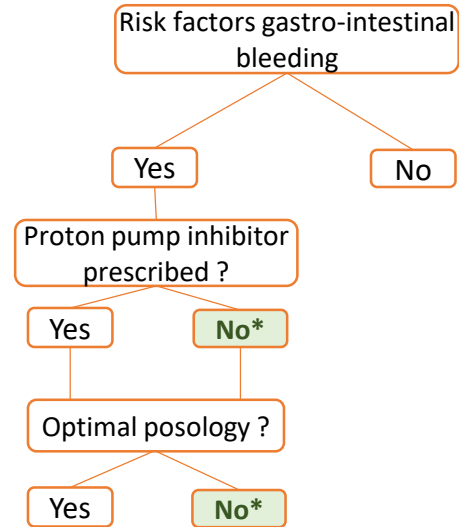 Risk factors gastro-intestinal
bleeding
Yes
No
Proton pump inhibitor
prescribed ?
Yes
No*
Optimal posology ?
Yes
No*